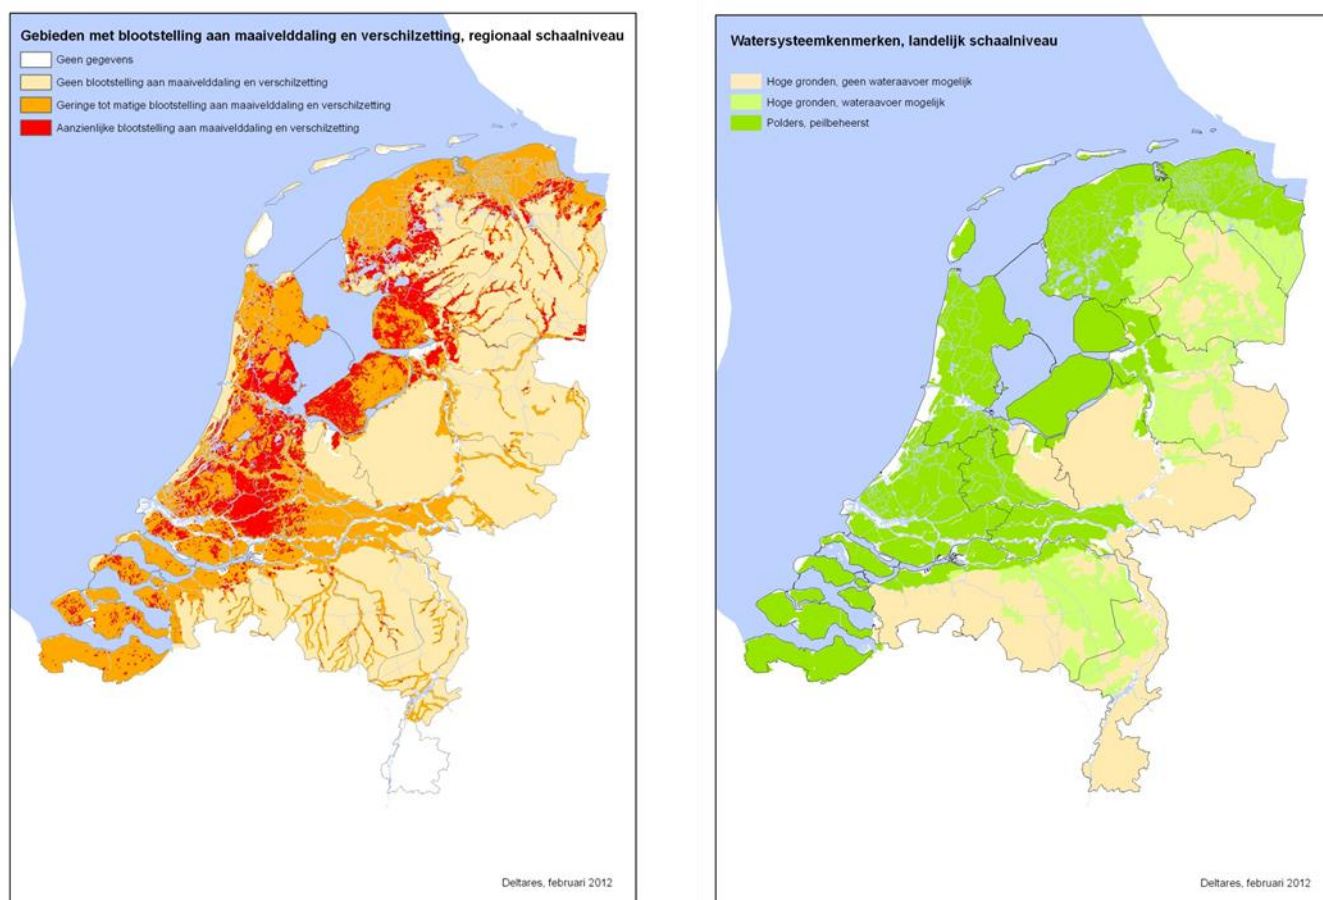 Gebieden met blootstelling aan maaivelddaling en verschilzetting, regionaal schaalniveau
Geen gegevens
Geen blootstelling aan maaivelddaling en verschilzetting
Geringe tot matige blootstelling aan maaivelddaling en verschilzetting
Aanzienlijke blootstelling aan maaivelddaling en verschilzetting
Deltares, februari 2012
Watersysteemkenmerken, landelijk schaalniveau
Hoge gronden, geen wateraavoer mogelijk
Hoge gronden, wateraavoer mogelijk
Polders, peilbeheerst
Deltares, februari 2012